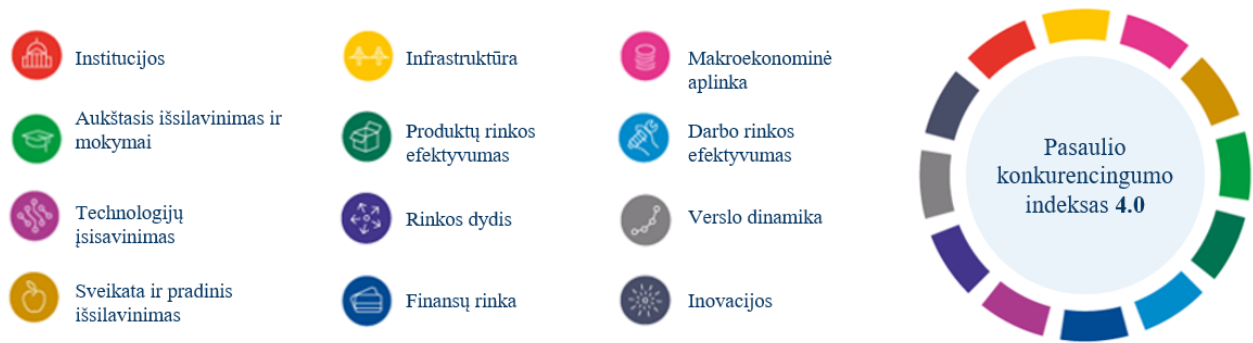 Institucijos
Infrastruktūra
Makroekonominė
aplinka
Aukštasis išsilavinimas ir
mokymai
Produktų rinkos
efektyvumas
Darbo rinkos
efektyvumas
Technologijų
įsisavinimas
Rinkos dydis
Verslo dinamika
Sveikata ir pradinis
išsilavinimas
Finansų rinka
Inovacijos
Pasaulio
konkurencingumo
indeksas 4.0